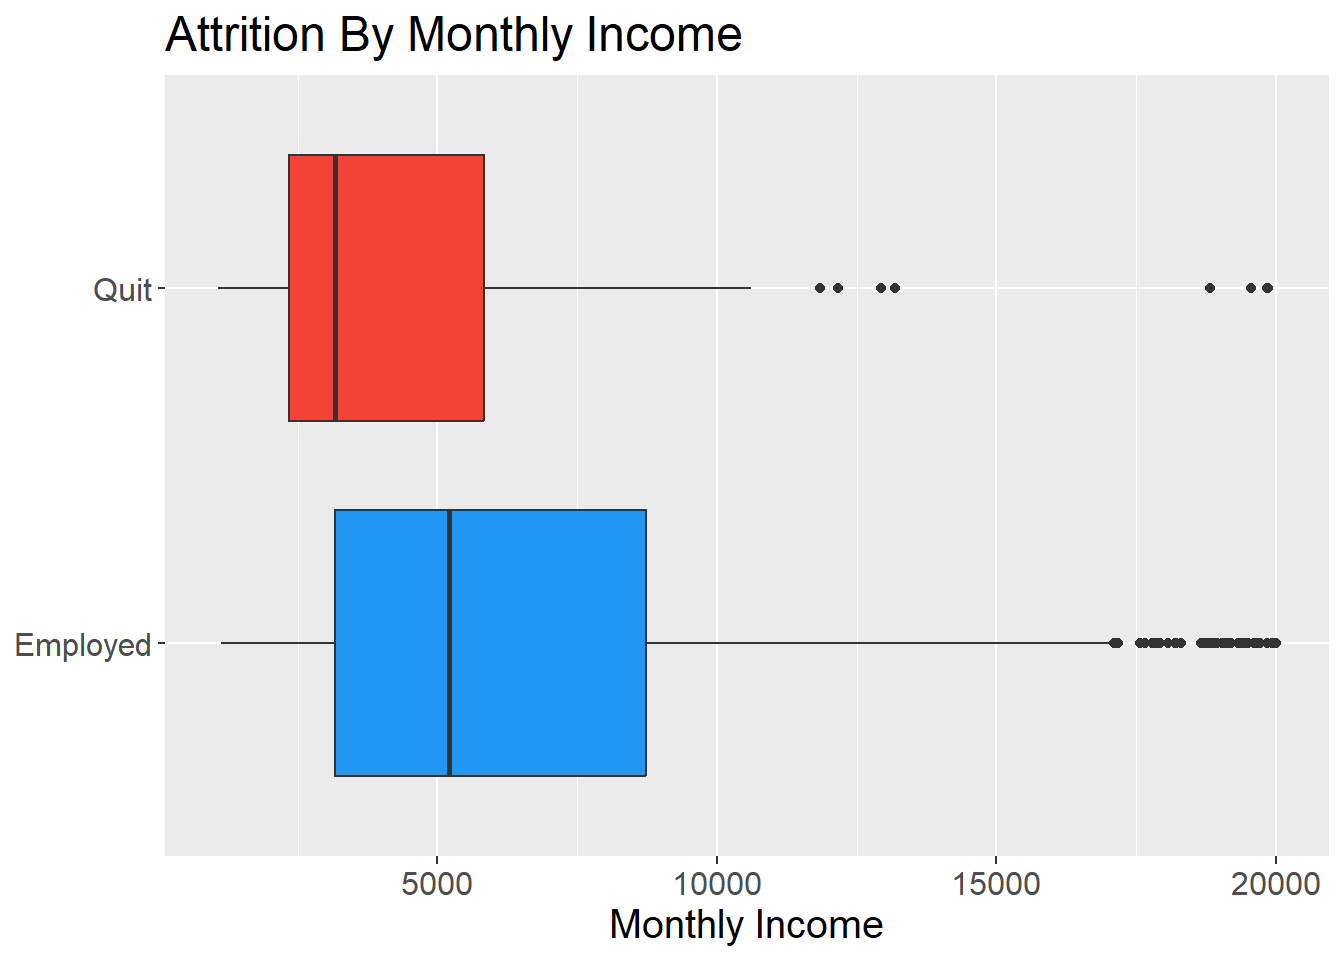 Attrition By Monthly Income
Quit
Employed
5000 10000 15000 20000
Monthly Income